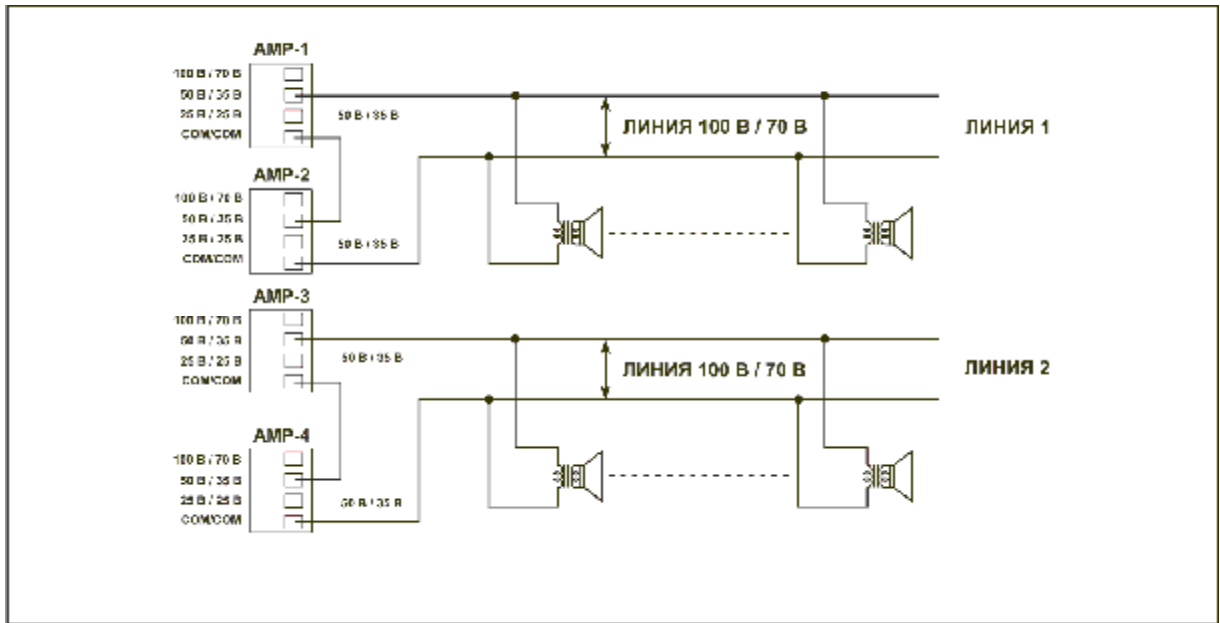 AMP-1
100 В / 70 В
50 В / 35 В
25 В / 25 В
COM/COM
50 В / 35 В
ЛИНИЯ 100 В / 70 В
ЛИНИЯ 1
AMP-2
100 В / 70 В
50 В / 35 В
25 В / 25 В
COM/COM
50 В / 35 В
AMP-3
100 В / 70 В
50 В / 35 В
25 В / 25 В
COM/COM
50 В / 35 В
ЛИНИЯ 100 В / 70 В
ЛИНИЯ 2
AMP-4
100 В / 70 В
50 В / 35 В
25 В / 25 В
COM/COM
50 В / 35 В